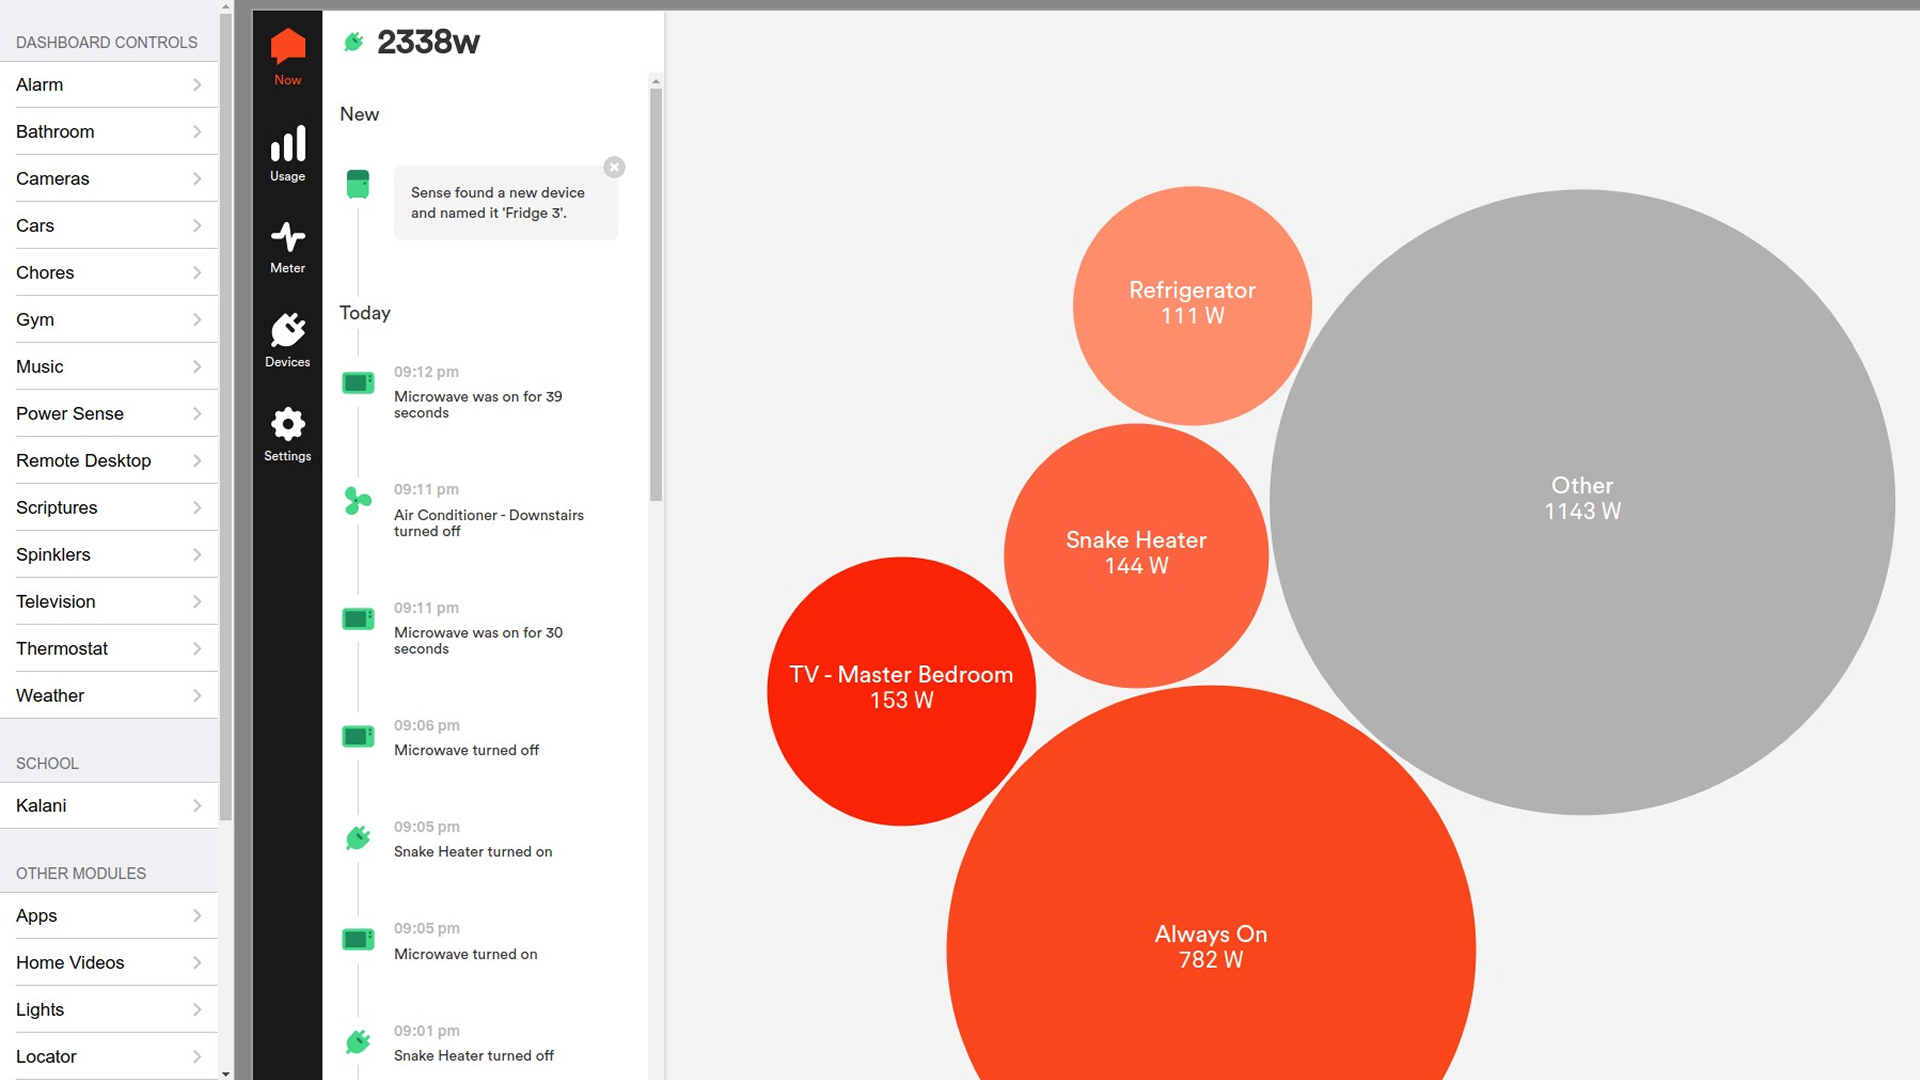 DASHBOARD CONTROLS
Alarm
Bathroom
Cameras
Cars
Chores
Gym
Music
Power Sense
Remote Desktop
Scriptures
Spinklers
Television
Thermostat
Weather
SCHOOL
Kalani
OTHER MODULES
Apps
Home Videos
Lights
Locator
Now
Usage
Meter
Devices
Settings
2338w
New
Sense found a new device
and named it 'Fridge 3'.
Today
09:12 pm
Microwave was on for 39
seconds
09:11 pm
Air Conditioner - Downstairs
turned off
09:11 pm
Microwave was on for 30
seconds
09:06 pm
Microwave turned off
09:05 pm
Snake Heater turned on
09:05 pm
Microwave turned on
09:01 pm
Snake Heater turned off
Refrigerator
111 W
Other
1143 W
Snake Heater
144 W
TV - Master Bedroom
153 W
Always On
782 W